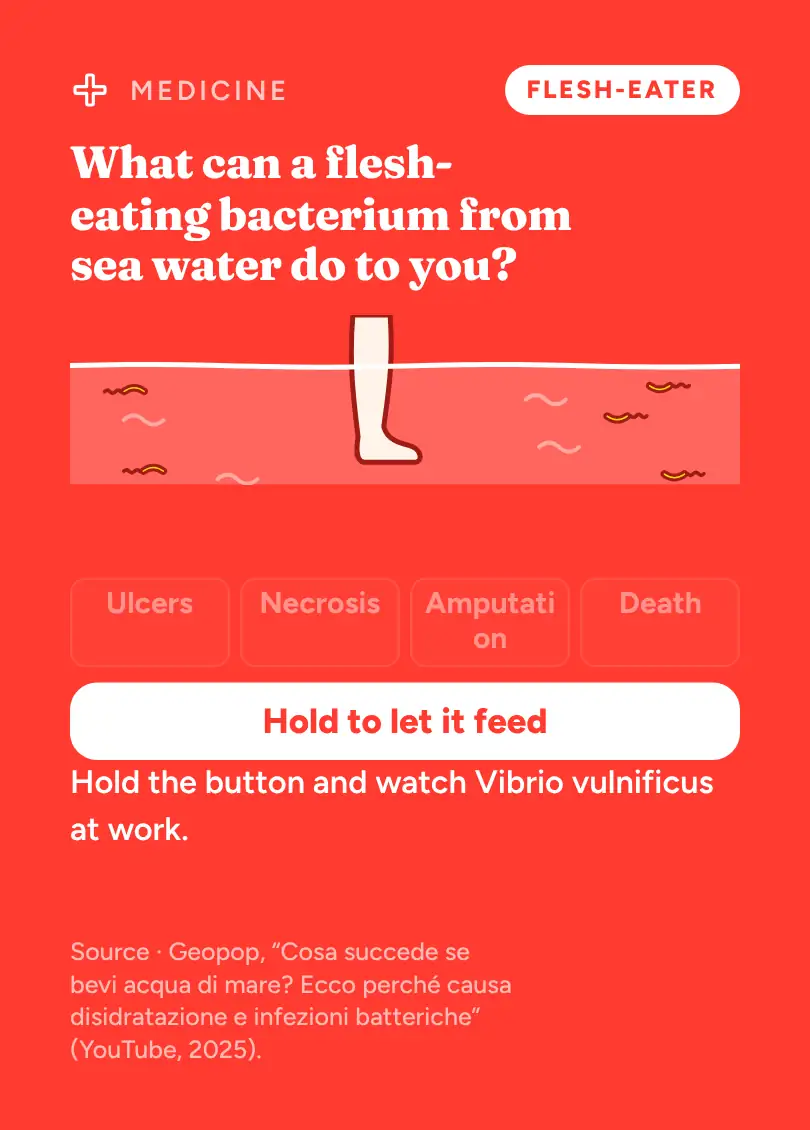 MEDICINE
FLESH-EATER
What can a flesh-
eating bacterium from
sea water do to you?
Ulcers
Necrosis
Amputati
on
Death
Hold to let it feed
Hold the button and watch Vibrio vulnificus
at work.
Source · Geopop, “Cosa succede se
bevi acqua di mare? Ecco perché causa
disidratazione e infezioni batteriche”
(YouTube, 2025).